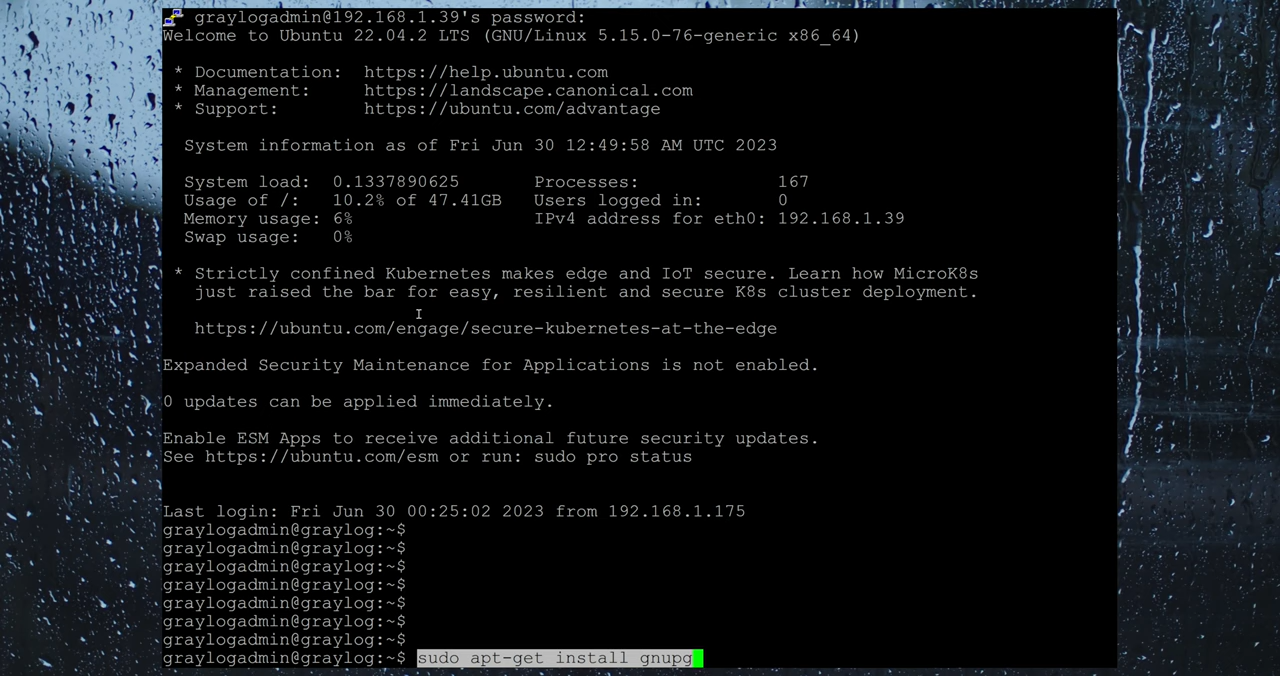 graylogadmin@192.168.1.39's password:
Welcome to Ubuntu 22.04.2 LTS (GNU/Linux 5.15.0-76-generic x86_64)
* Documentation: https://help.ubuntu.com
* Management: https://landscape.canonical.com
* Support: https://ubuntu.com/advantage
System information as of Fri Jun 30 12:49:58 AM UTC 2023
System load: 0.1337890625 Processes: 167
Usage of /: 10.2% of 47.41GB Users logged in: 0
Memory usage: 6% IPv4 address for eth0: 192.168.1.39
Swap usage: 0%
* Strictly confined Kubernetes makes edge and IoT secure. Learn how MicroK8s
just raised the bar for easy, resilient and secure K8s cluster deployment.
https://ubuntu.com/engage/secure-kubernetes-at-the-edge
Expanded Security Maintenance for Applications is not enabled.
0 updates can be applied immediately.
Enable ESM Apps to receive additional future security updates.
See https://ubuntu.com/esm or run: sudo pro status
Last login: Fri Jun 30 00:25:02 2023 from 192.168.1.175
graylogadmin@graylog:~$
graylogadmin@graylog:~$
graylogadmin@graylog:~$
graylogadmin@graylog:~$
graylogadmin@graylog:~$
graylogadmin@graylog:~$
graylogadmin@graylog:~$
graylogadmin@graylog:~$ sudo apt-get install gnupg